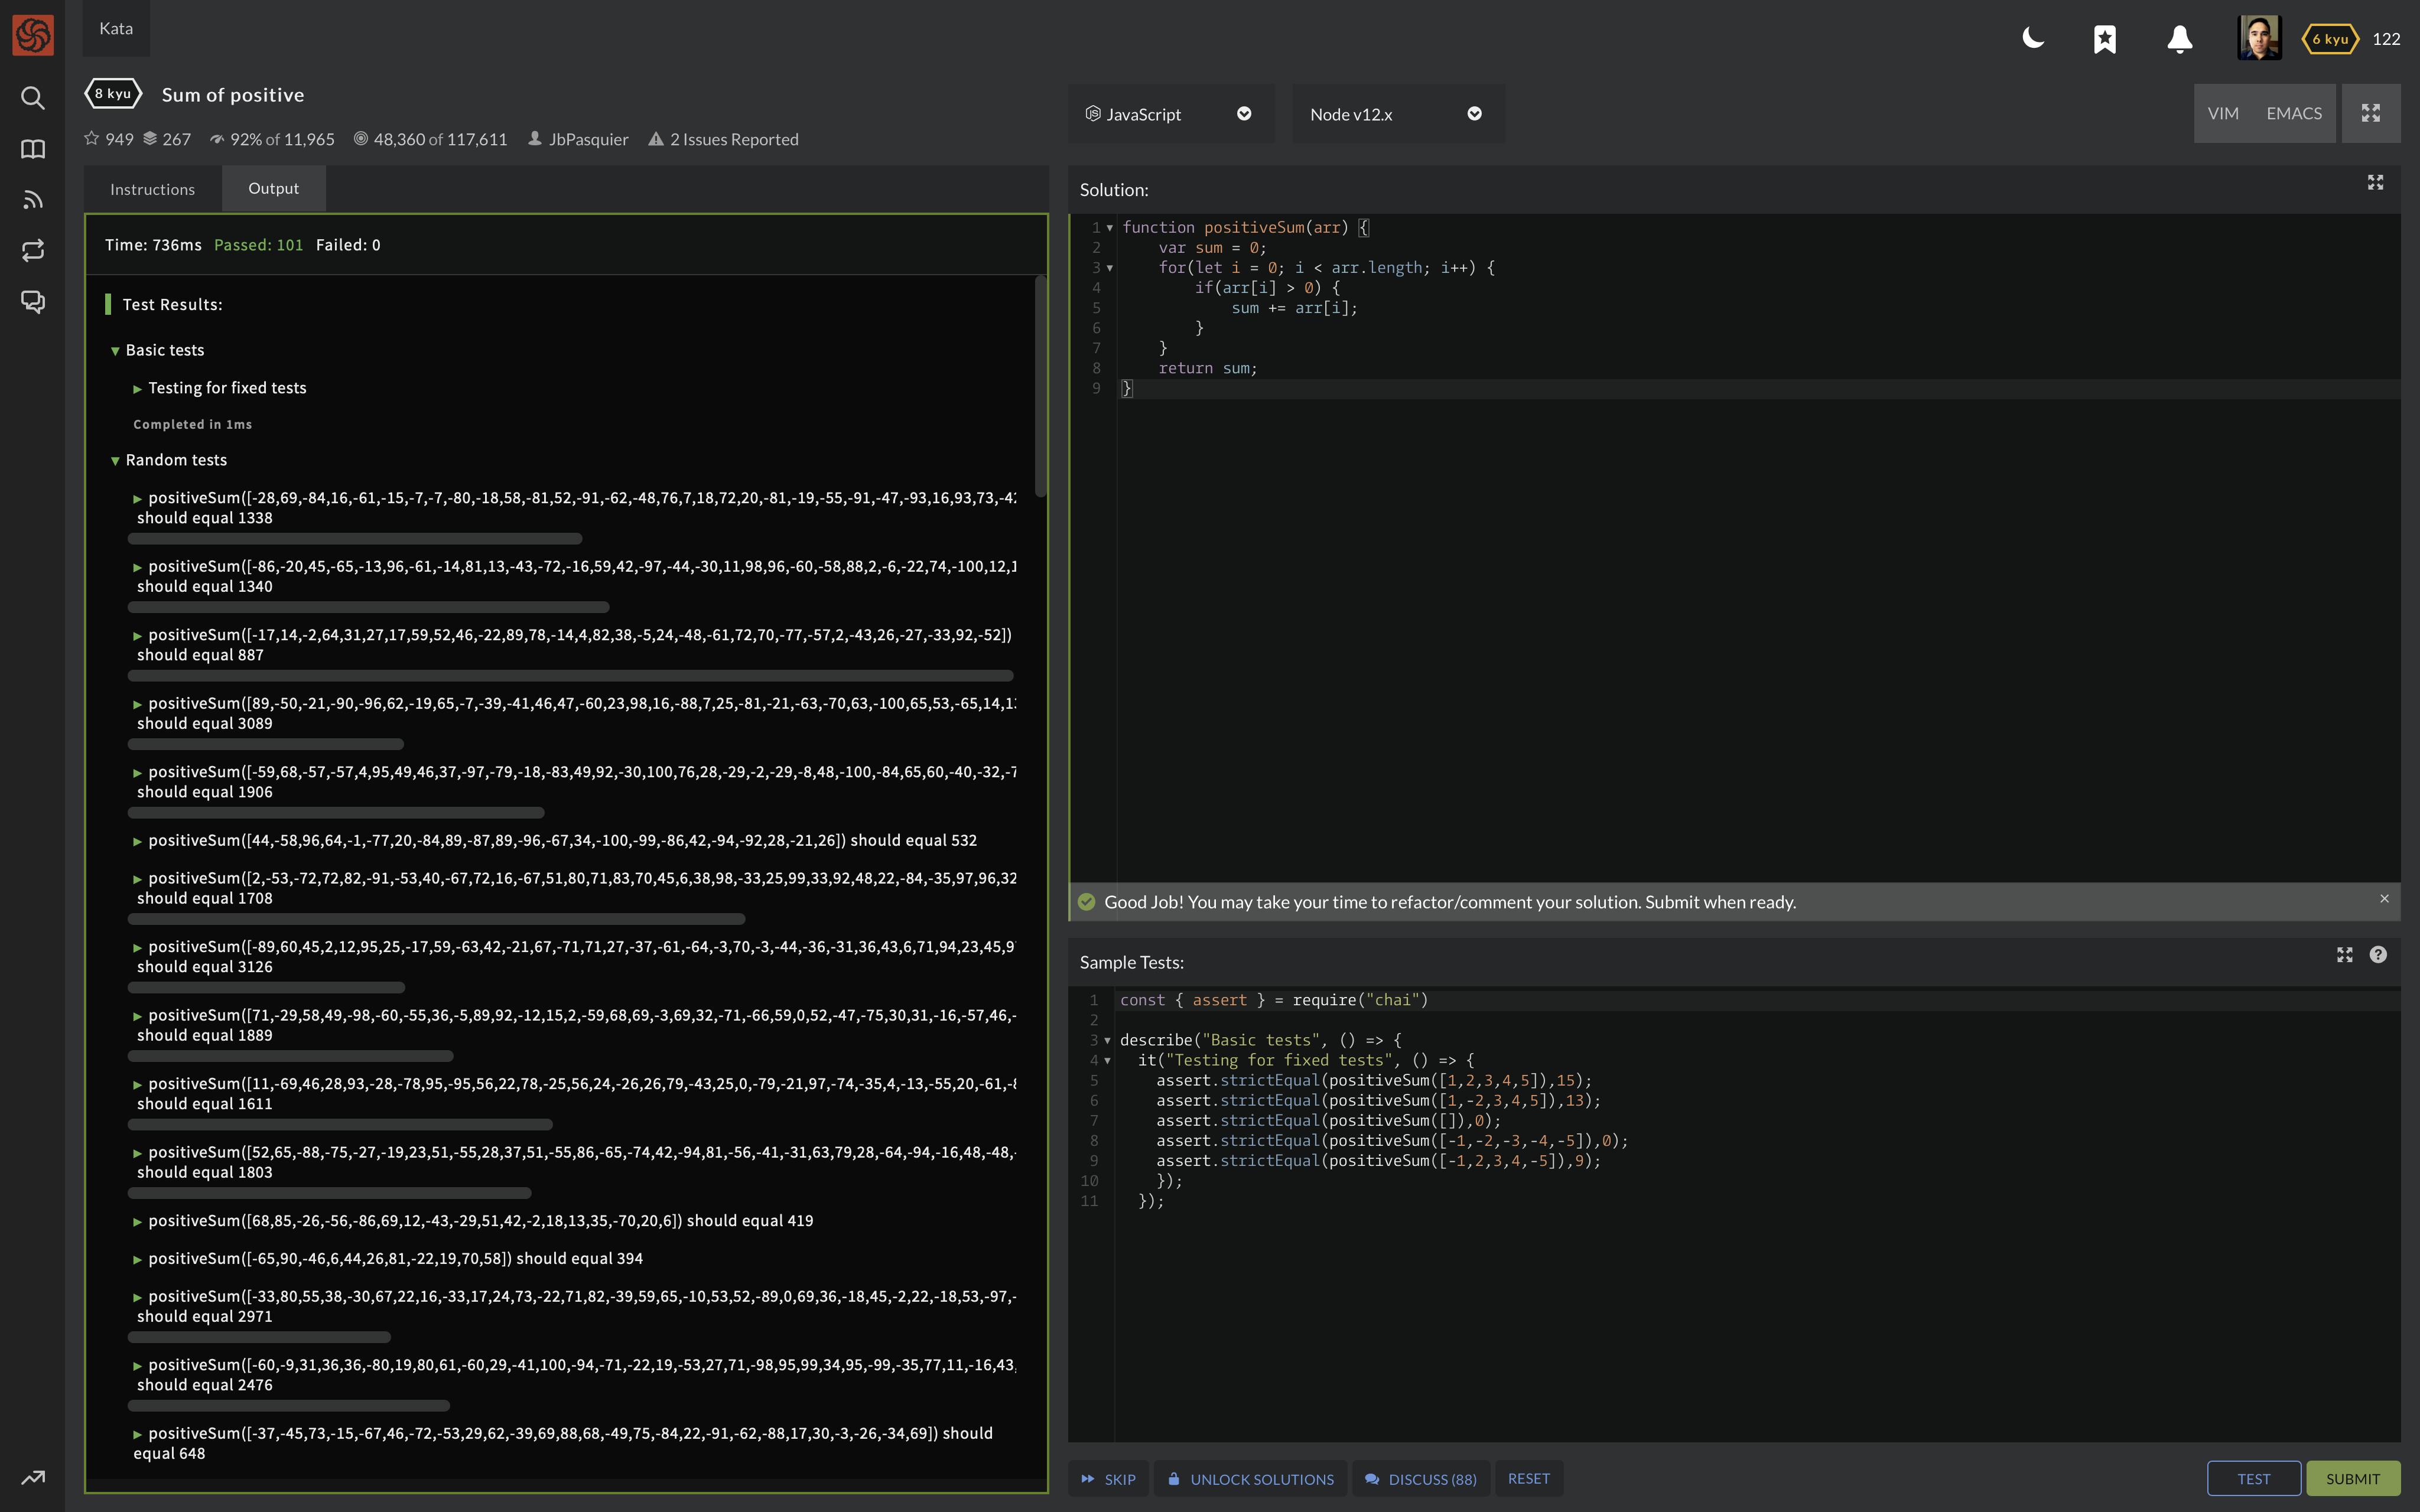 Kata
6 kyu 122
8 kyu Sum of positive
949 267 92% of 11,965 48,360 of 117,611 JbPasquier 2 Issues Reported
JavaScript
Node v12.x
VIM EMACS
Instructions Output
Time: 736ms Passed: 101 Failed: 0
Test Results:
Basic tests
Testing for fixed tests
Completed in 1ms
Random tests
positiveSum([-28,69,-84,16,-61,-15,-7,-7,-80,-18,58,-81,52,-91,-62,-48,76,7,18,72,20,-81,-19,-55,-91,-47,-93,16,93,73,-42
should equal 1338
positiveSum([-86,-20,45,-65,-13,96,-61,-14,81,13,-43,-72,-16,59,42,-97,-44,-30,11,98,96,-60,-58,88,2,-6,-22,74,-100,12,1
should equal 1340
positiveSum([-17,14,-2,64,31,27,17,59,52,46,-22,89,78,-14,4,82,38,-5,24,-48,-61,72,70,-77,-57,2,-43,26,-27,-33,92,-52])
should equal 887
positiveSum([89,-50,-21,-90,-96,62,-19,65,-7,-39,-41,46,47,-60,23,98,16,-88,7,25,-81,-21,-63,-70,63,-100,65,53,-65,14,13
should equal 3089
positiveSum([-59,68,-57,-57,4,95,49,46,37,-97,-79,-18,-83,49,92,-30,100,76,28,-29,-2,-29,-8,48,-100,-84,65,60,-40,-32,-7
should equal 1906
positiveSum([44,-58,96,64,-1,-77,20,-84,89,-87,89,-96,-67,34,-100,-99,-86,42,-94,-92,28,-21,26]) should equal 532
positiveSum([2,-53,-72,72,82,-91,-53,40,-67,72,16,-67,51,80,71,83,70,45,6,38,98,-33,25,99,33,92,48,22,-84,-35,97,96,32
should equal 1708
positiveSum([-89,60,45,2,12,95,25,-17,59,-63,42,-21,67,-71,71,27,-37,-61,-64,-3,70,-3,-44,-36,-31,36,43,6,71,94,23,45,9
should equal 3126
positiveSum([71,-29,58,49,-98,-60,-55,36,-5,89,92,-12,15,2,-59,68,69,-3,69,32,-71,-66,59,0,52,-47,-75,30,31,-16,-57,46,-
should equal 1889
positiveSum([11,-69,46,28,93,-28,-78,95,-95,56,22,78,-25,56,24,-26,26,79,-43,25,0,-79,-21,97,-74,-35,4,-13,-55,20,-61,-8
should equal 1611
positiveSum([52,65,-88,-75,-27,-19,23,51,-55,28,37,51,-55,86,-65,-74,42,-94,81,-56,-41,-31,63,79,28,-64,-94,-16,48,-48,-
should equal 1803
positiveSum([68,85,-26,-56,-86,69,12,-43,-29,51,42,-2,18,13,35,-70,20,6]) should equal 419
positiveSum([-65,90,-46,6,44,26,81,-22,19,70,58]) should equal 394
positiveSum([-33,80,55,38,-30,67,22,16,-33,17,24,73,-22,71,82,-39,59,65,-10,53,52,-89,0,69,36,-18,45,-2,22,-18,53,-97,-
should equal 2971
positiveSum([-60,-9,31,36,36,-80,19,80,61,-60,29,-41,100,-94,-71,-22,19,-53,27,71,-98,95,99,34,95,-99,-35,77,11,-16,43,
should equal 2476
positiveSum([-37,-45,73,-15,-67,46,-72,-53,29,62,-39,69,88,68,-49,75,-84,22,-91,-62,-88,17,30,-3,-26,-34,69]) should
equal 648
Solution:
1 function positiveSum(arr) {
2 var sum = 0;
3 for(let i = 0; i < arr.length; i++) {
4 if(arr[i] > 0) {
5 sum += arr[i];
6 }
7 }
8 return sum;
9 }
Good Job! You may take your time to refactor/comment your solution. Submit when ready.
Sample Tests:
1 const { assert } = require("chai")
2
3 describe("Basic tests", () => {
4 it("Testing for fixed tests", () => {
5 assert.strictEqual(positiveSum([1,2,3,4,5]),15);
6 assert.strictEqual(positiveSum([1,-2,3,4,5]),13);
7 assert.strictEqual(positiveSum([]),0);
8 assert.strictEqual(positiveSum([-1,-2,-3,-4,-5]),0);
9 assert.strictEqual(positiveSum([-1,2,3,4,-5]),9);
10 });
11 });
SKIP UNLOCK SOLUTIONS DISCUSS (88) RESET
TEST SUBMIT